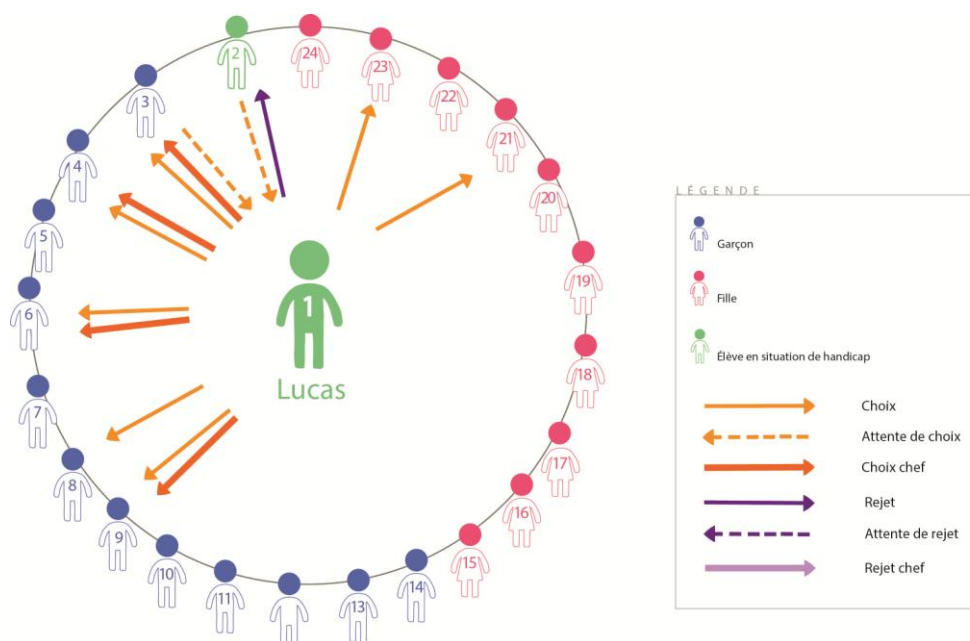 2
24
23
22
21
20
19
18
17
16
15
14
13
11
10
9
8
7
6
5
4
3
1
Lucas
LÉGENDE
Garçon
Fille
Élève en situation de handicap
Choix
Attente de choix
Choix chef
Rejet
Attente de rejet
Rejet chef